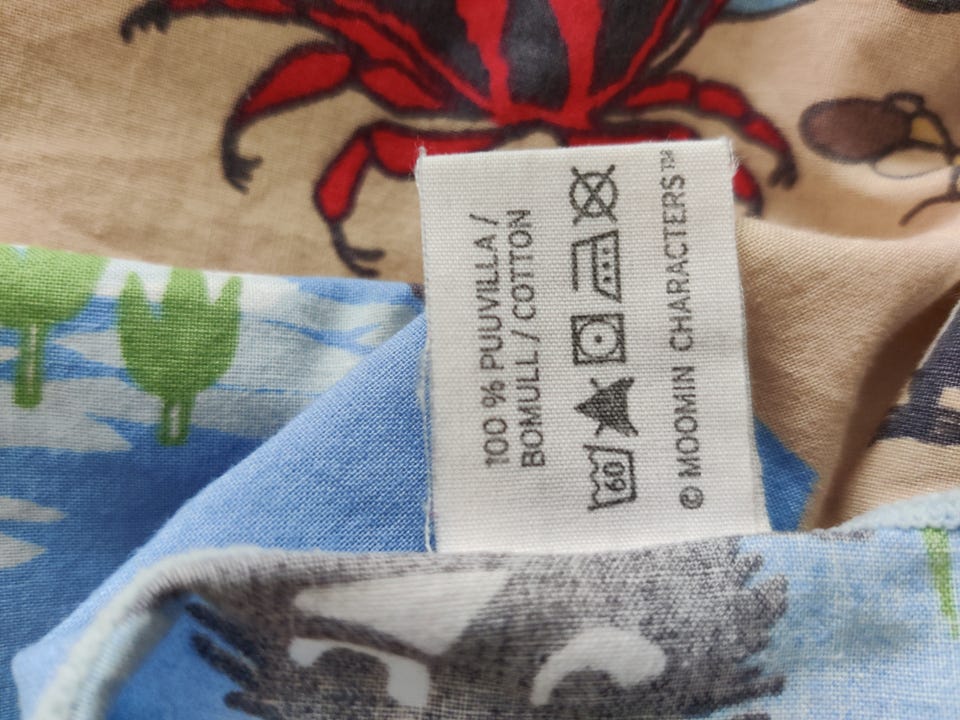 100 % PUUVILLA /
BOMULL / COTTON
60
© MOOMIN CHARACTERS™